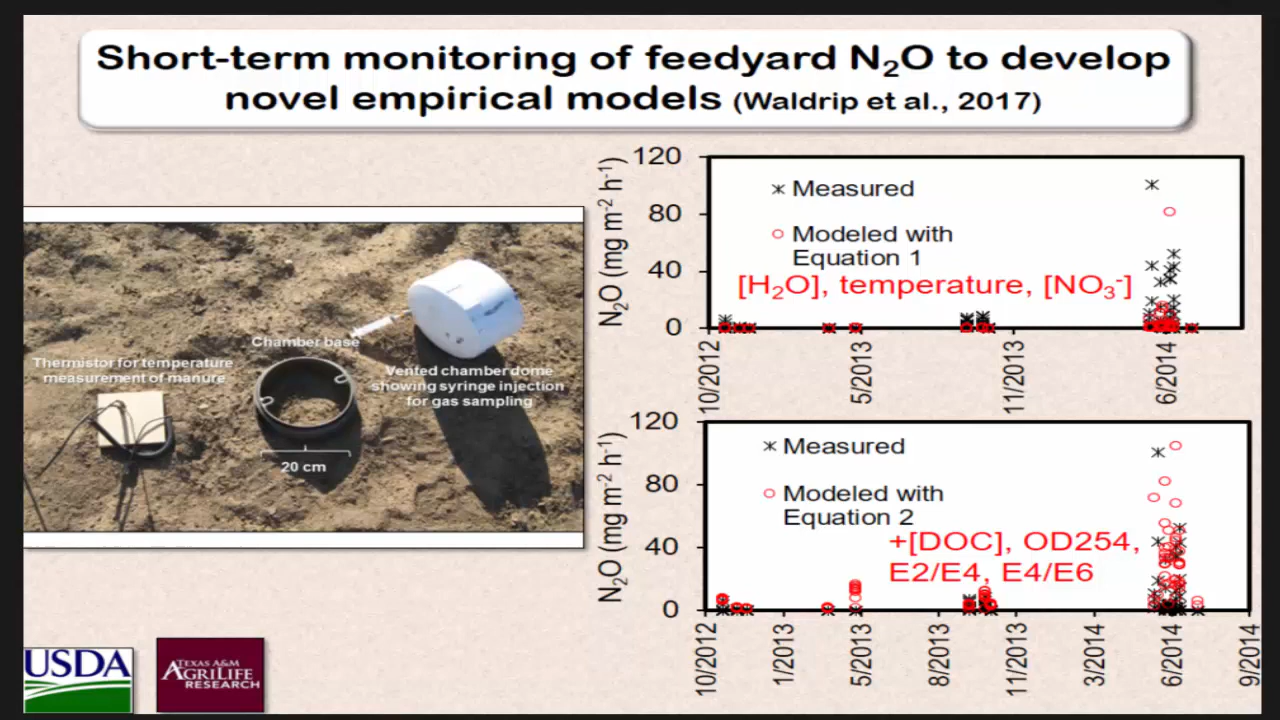 Short-term monitoring of feedyard N₂O to develop
novel empirical models (Waldrip et al., 2017)
Chamber base
Thermistor for temperature
measurement of manure
Vented chamber dome
showing syringe injection
for gas sampling
20 cm
N₂O (mg m⁻² h⁻¹)
120
80
40
0
Measured
Modeled with
Equation 1
[H₂O], temperature, [NO₃⁻]
10/2012
5/2013
11/2013
6/2014
N₂O (mg m⁻² h⁻¹)
120
80
40
0
Measured
Modeled with
Equation 2
+[DOC], OD254,
E2/E4, E4/E6
10/2012
1/2013
5/2013
8/2013
11/2013
3/2014
6/2014
9/2014
USDA
TEXAS A&M
AGRILIFE
RESEARCH